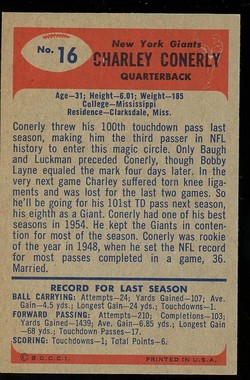 No. 16
New York Giants
CHARLEY CONERLY
QUARTERBACK
Age—31; Height—6.01; Weight—185
College—Mississippi
Residence—Clarksdale, Miss.
Conerly threw his 100th touchdown pass last
season, making him the third passer in NFL
history to enter this magic circle. Only Baugh
and Luckman preceded Conerly, though Bobby
Layne equaled the mark four days later. In the
very next game Charley suffered torn knee liga-
ments and was lost for the last two games. So
he'll be going for his 101st TD pass next season,
his eighth as a Giant. Conerly had one of his best
seasons in 1954. He kept the Giants in conten-
tion for most of the season. Conerly was rookie
of the year in 1948, when he set the NFL record
for most passes completed in a game, 36.
Married.
RECORD FOR LAST SEASON
BALL CARRYING: Attempts—24; Yards Gained—107; Ave.
Gain—4.5 yds.; Longest Gain—24 yds.; Touchdowns—1.
FORWARD PASSING: Attempts—210; Completions—103;
Yards Gained—1439; Ave. Gain—6.85 yds.; Longest Gain
—68 yds.; Touchdown Passes—17.
SCORING: Touchdowns—1; Total Points—6.
© B.G.C.C.I. PRINTED IN U.S.A.